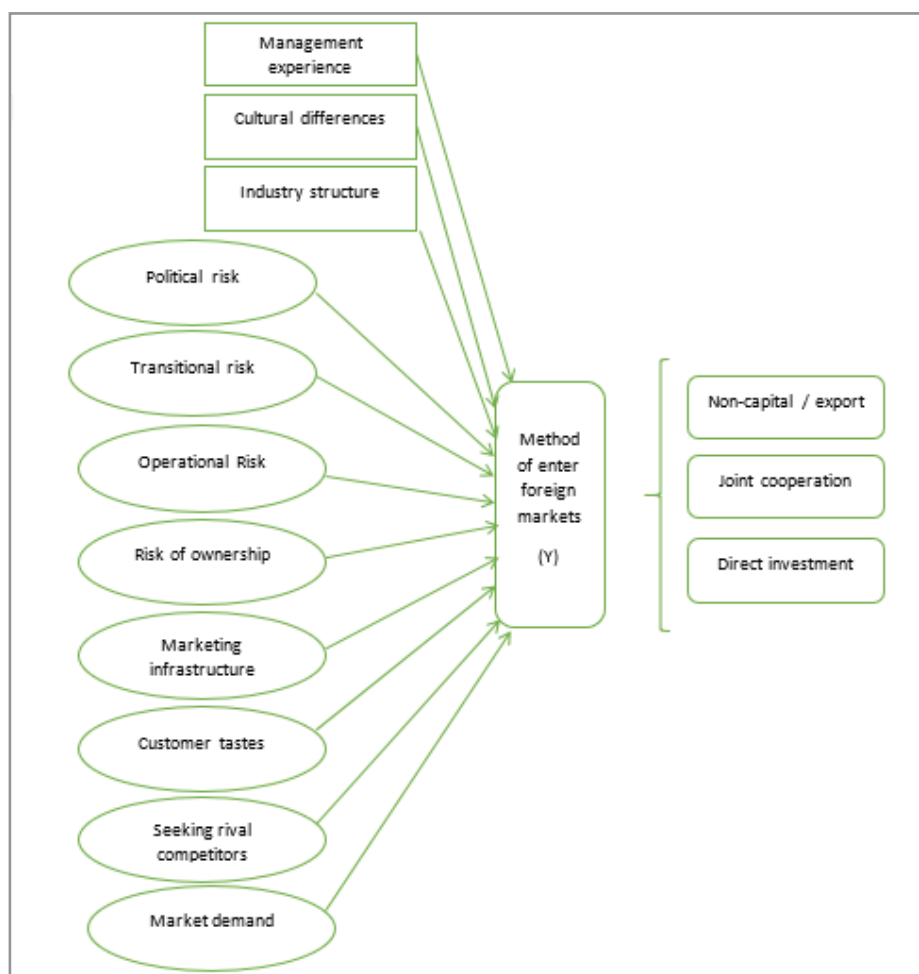 Management
experience
Cultural differences
Industry structure
Political risk
Transitional risk
Operational Risk
Risk of ownership
Marketing
infrastructure
Customer tastes
Seeking rival
competitors
Market demand
Method
of enter
foreign
markets
(Y)
Non-capital / export
Joint cooperation
Direct investment